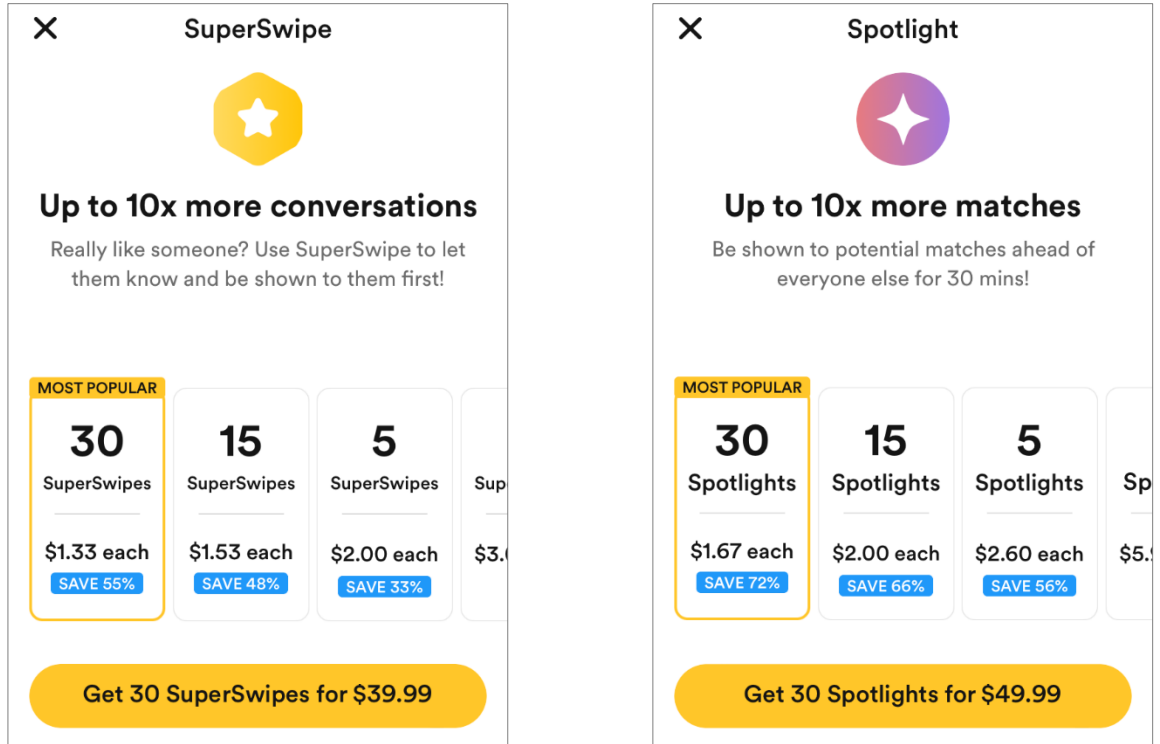 SuperSwipe
Up to 10x more conversations
Really like someone? Use SuperSwipe to let
them know and be shown to them first!
MOST POPULAR
30
SuperSwipes
$1.33 each
SAVE 55%
15
SuperSwipes
$1.53 each
SAVE 48%
5
SuperSwipes
$2.00 each
SAVE 33%
Get 30 SuperSwipes for $39.99
Spotlight
Up to 10x more matches
Be shown to potential matches ahead of
everyone else for 30 mins!
MOST POPULAR
30
Spotlights
$1.67 each
SAVE 72%
15
Spotlights
$2.00 each
SAVE 66%
5
Spotlights
$2.60 each
SAVE 56%
Get 30 Spotlights for $49.99